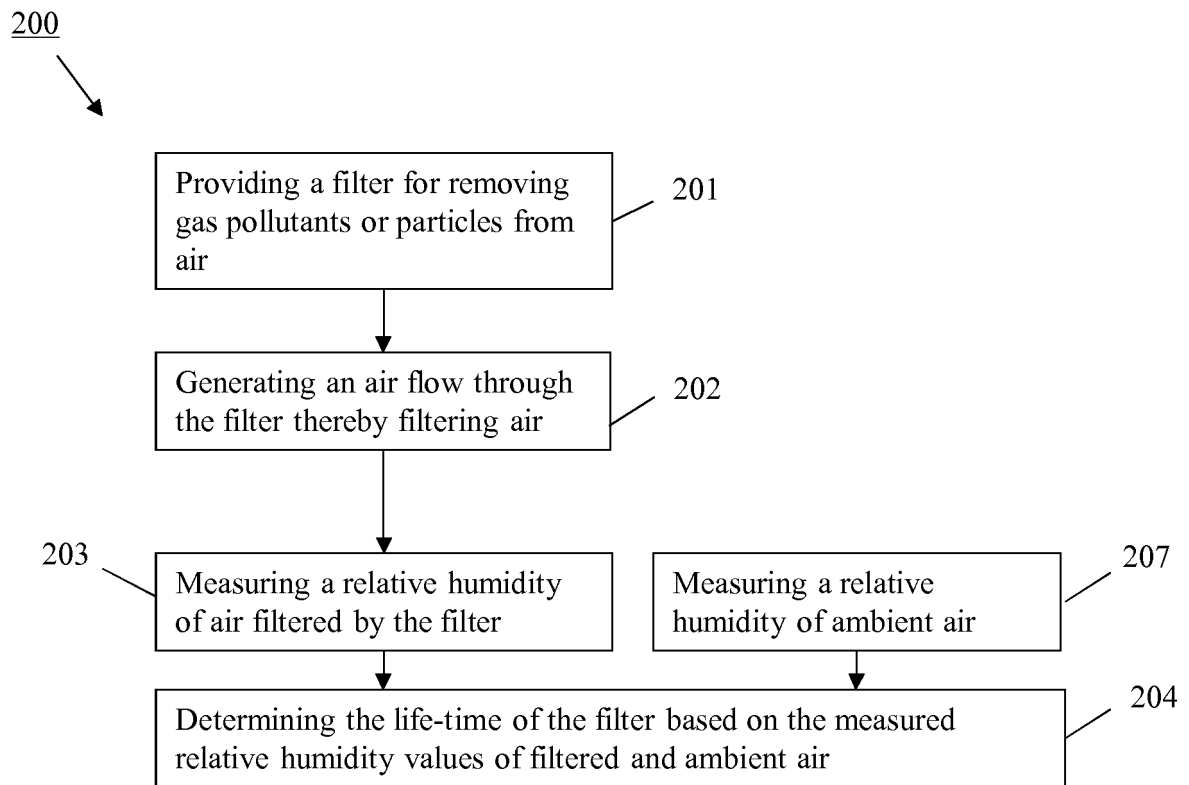 200
Providing a filter for removing
gas pollutants or particles from
air
201
Generating an air flow through
the filter thereby filtering air
202
203
Measuring a relative humidity
of air filtered by the filter
Measuring a relative
humidity of ambient air
207
Determining the life-time of the filter based on the measured
relative humidity values of filtered and ambient air
204